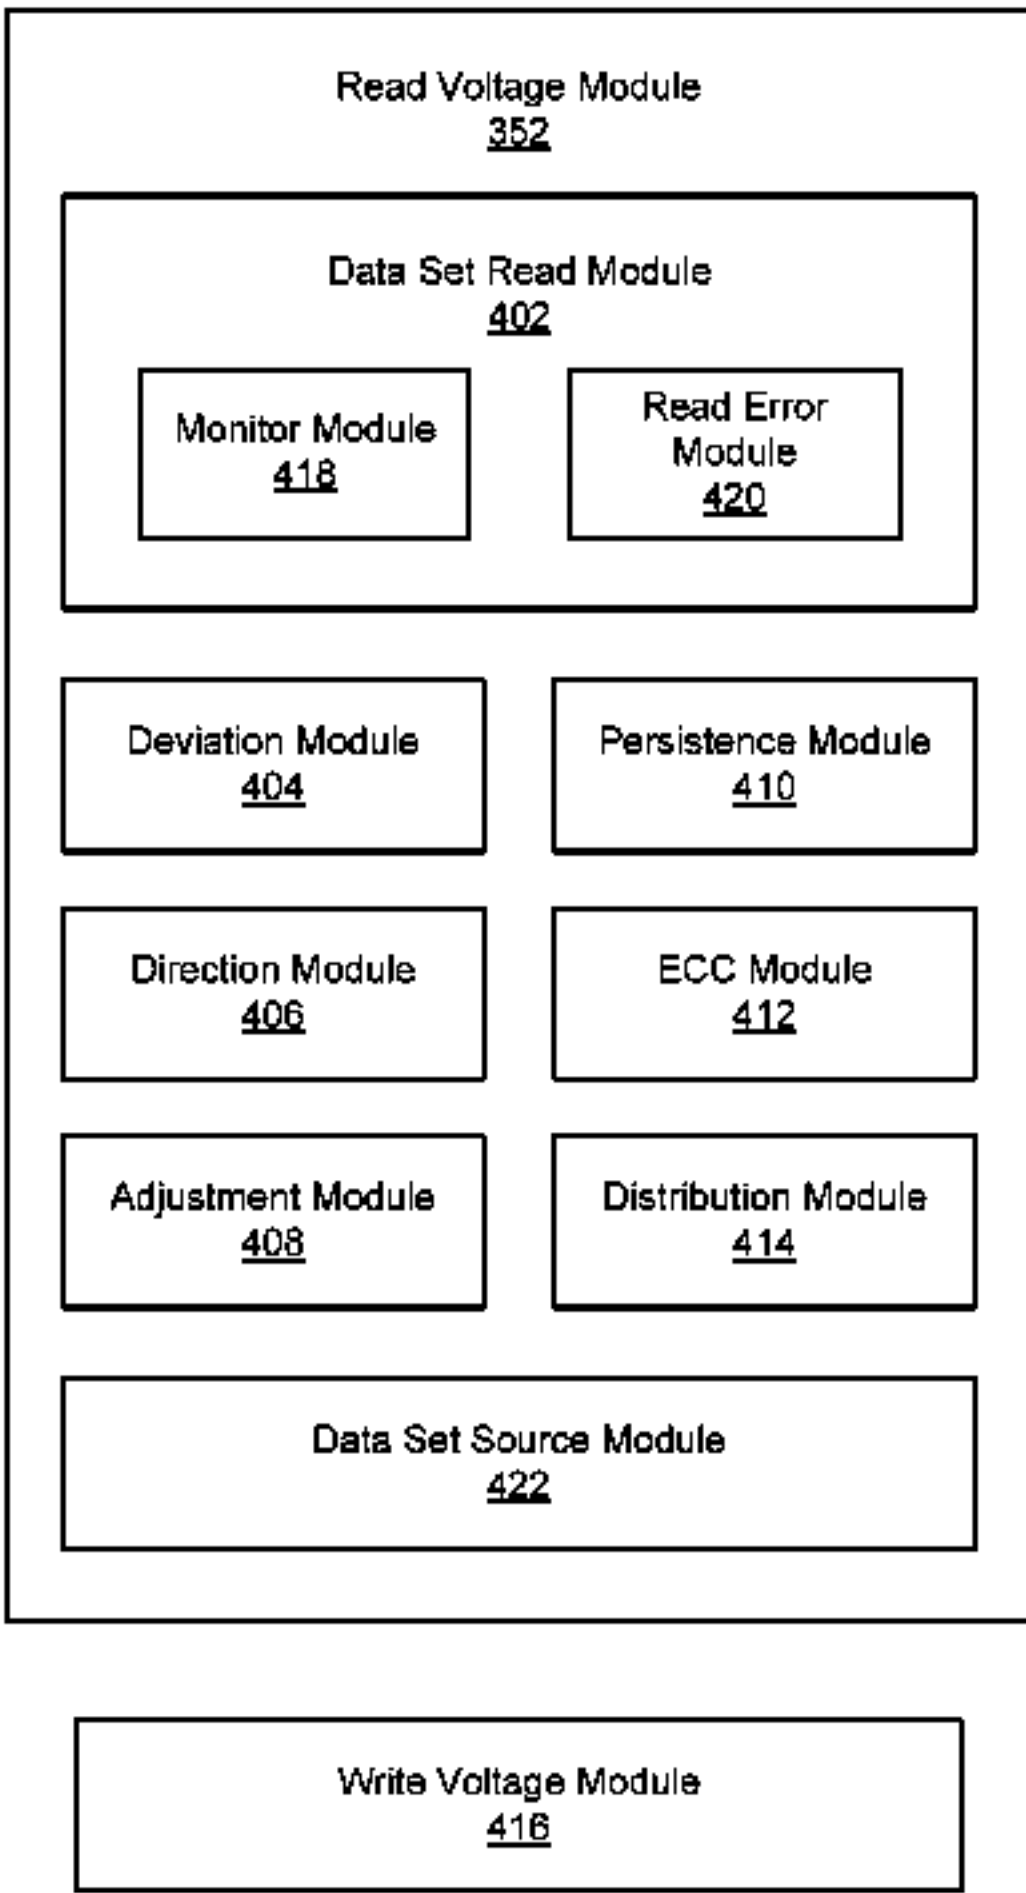 Read Voltage Module
352
Data Set Read Module
402
Monitor Module
418
Read Error
Module
420
Deviation Module
404
Persistence Module
410
Direction Module
406
ECC Module
412
Adjustment Module
408
Distribution Module
414
Data Set Source Module
422
Write Voltage Module
416